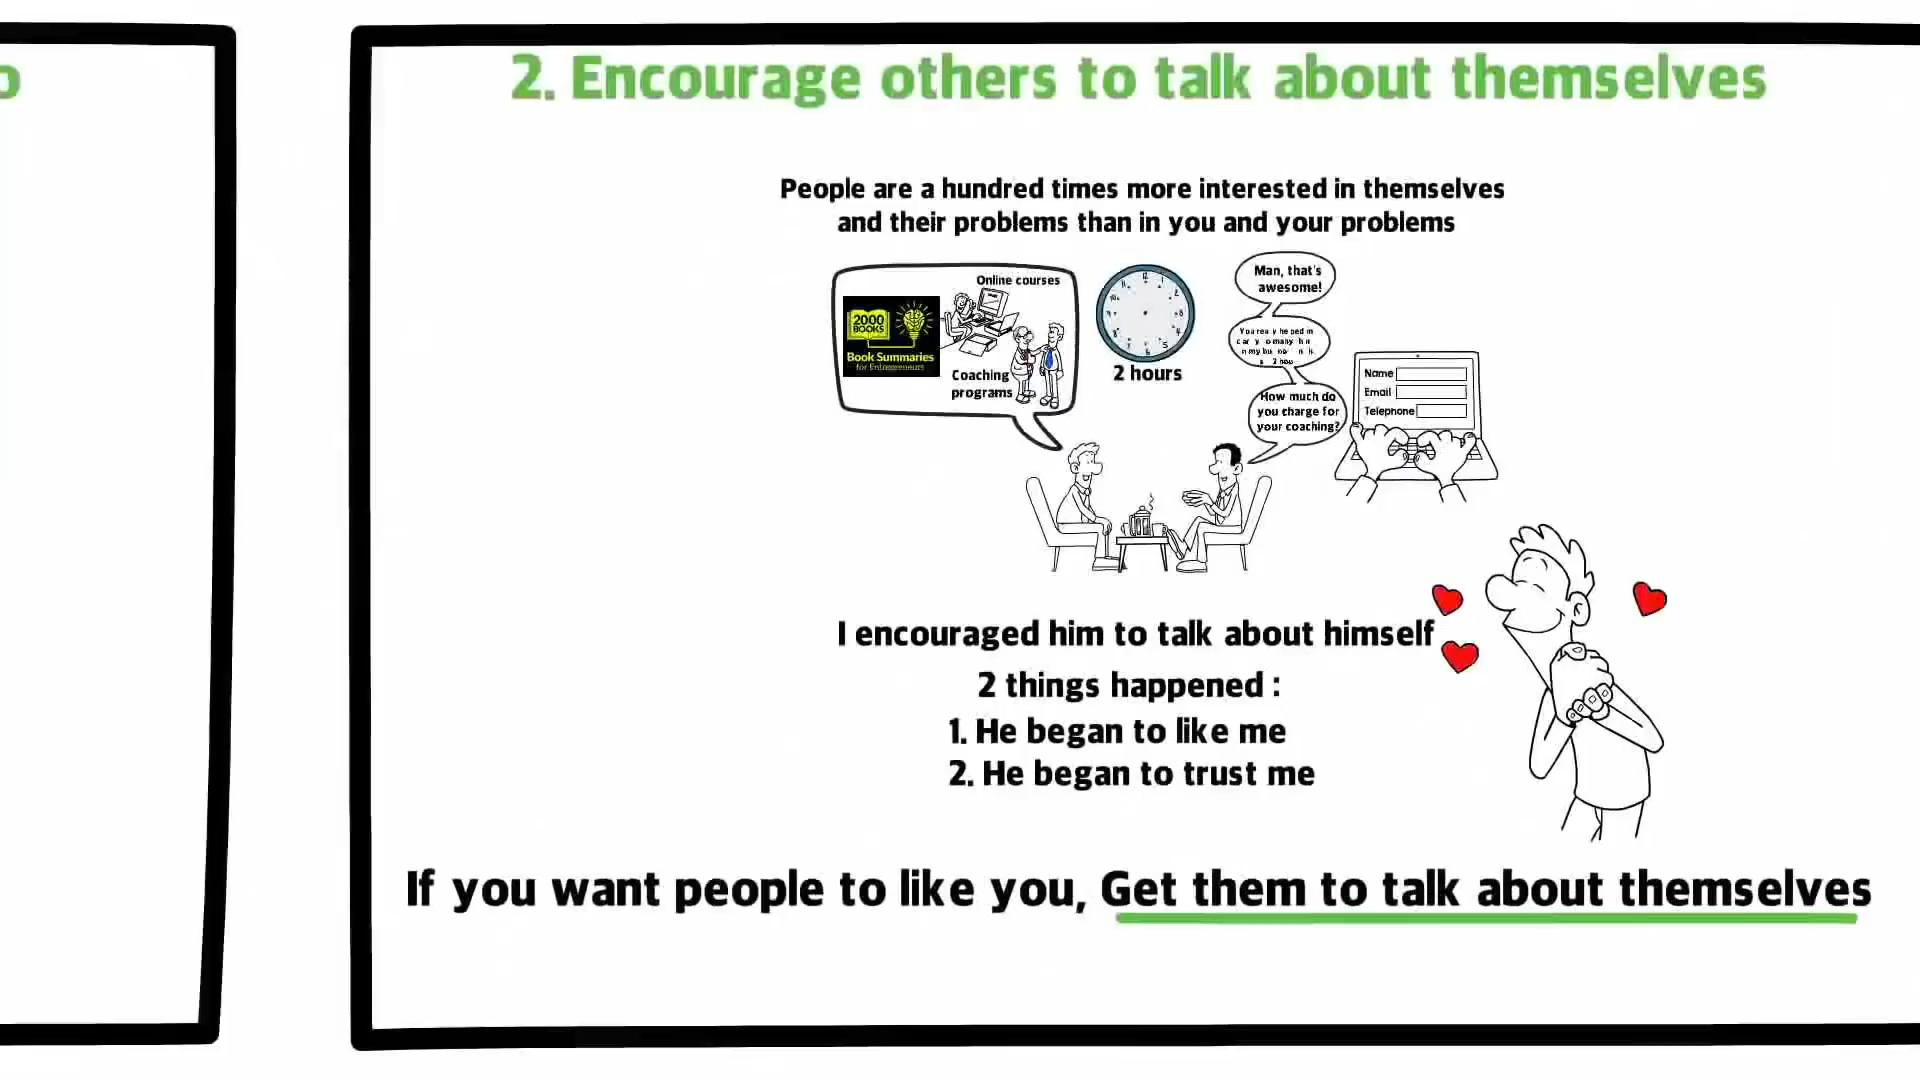 2. Encourage others to talk about themselves
People are a hundred times more interested in themselves
and their problems than in you and your problems
Online courses
2000
BOOKS
Book Summaries
for Entrepreneurs
Coaching
programs
2 hours
Man, that's
awesome!
How much do
you charge for
your coaching?
Name
Email
Telephone
I encouraged him to talk about himself
2 things happened :
1. He began to like me
2. He began to trust me
If you want people to like you, Get them to talk about themselves